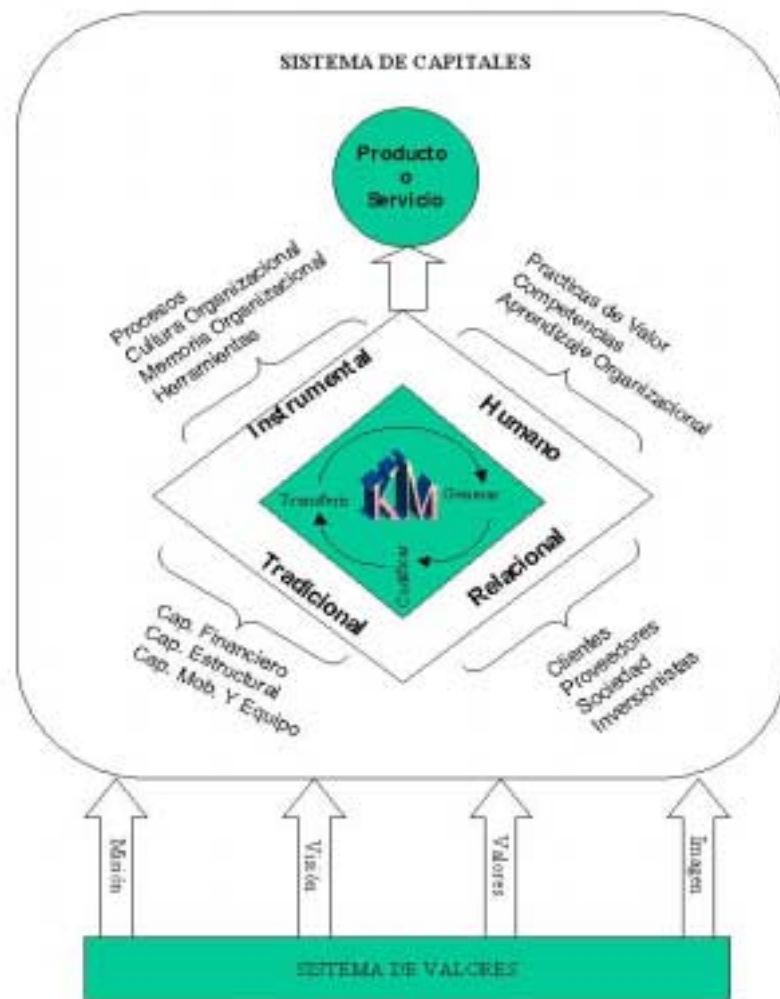 SISTEMA DE CAPITALES
Producto
o
Servicio
Procesos
Cultura Organizacional
Memoria Organizacional
Herramientas
Practicas de Valor
Competencias
Aprendizaje Organizacional
Instrumental
Humano
Transferir
KM
Generar
Codificar
Tradicional
Relacional
Cap. Financiero
Cap. Estructural
Cap. Mob. Y Equipo
Clientes
Proveedores
Sociedad
Inversionistas
Misión
Visión
Valores
Imagen
SISTEMA DE VALORES